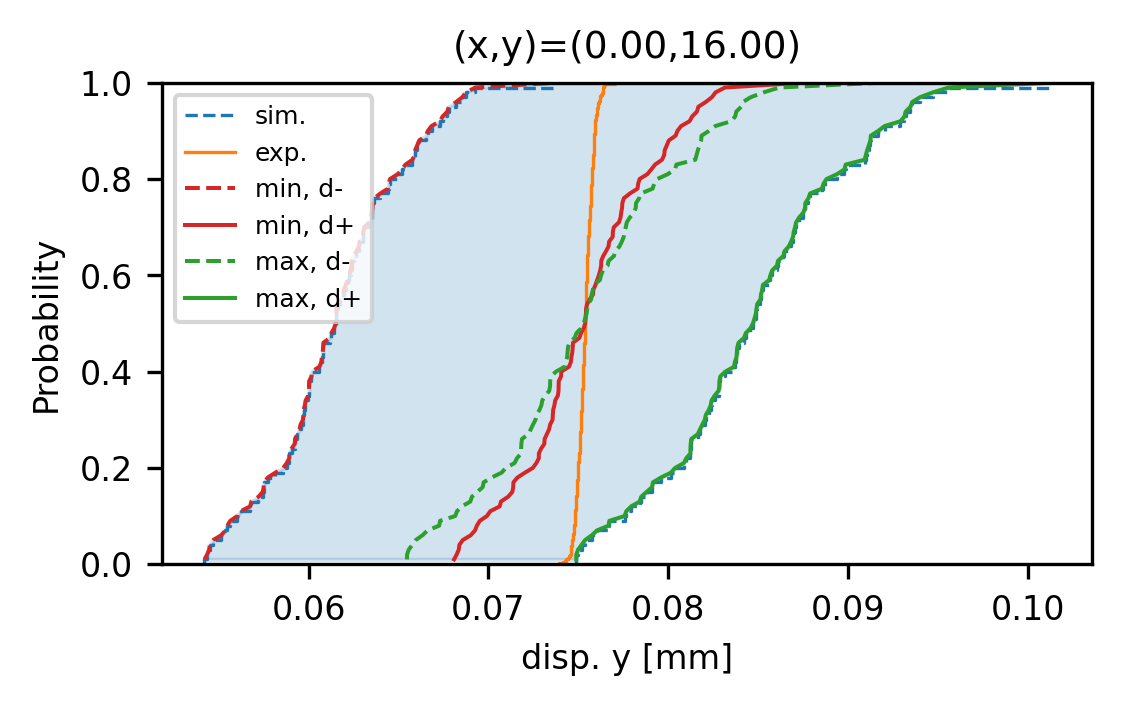 (x,y)=(0.00,16.00)
1.0
0.8
0.6
0.4
0.2
0.0
Probability
sim.
exp.
min, d-
min, d+
max, d-
max, d+
0.06
0.07
0.08
0.09
0.10
disp. y [mm]